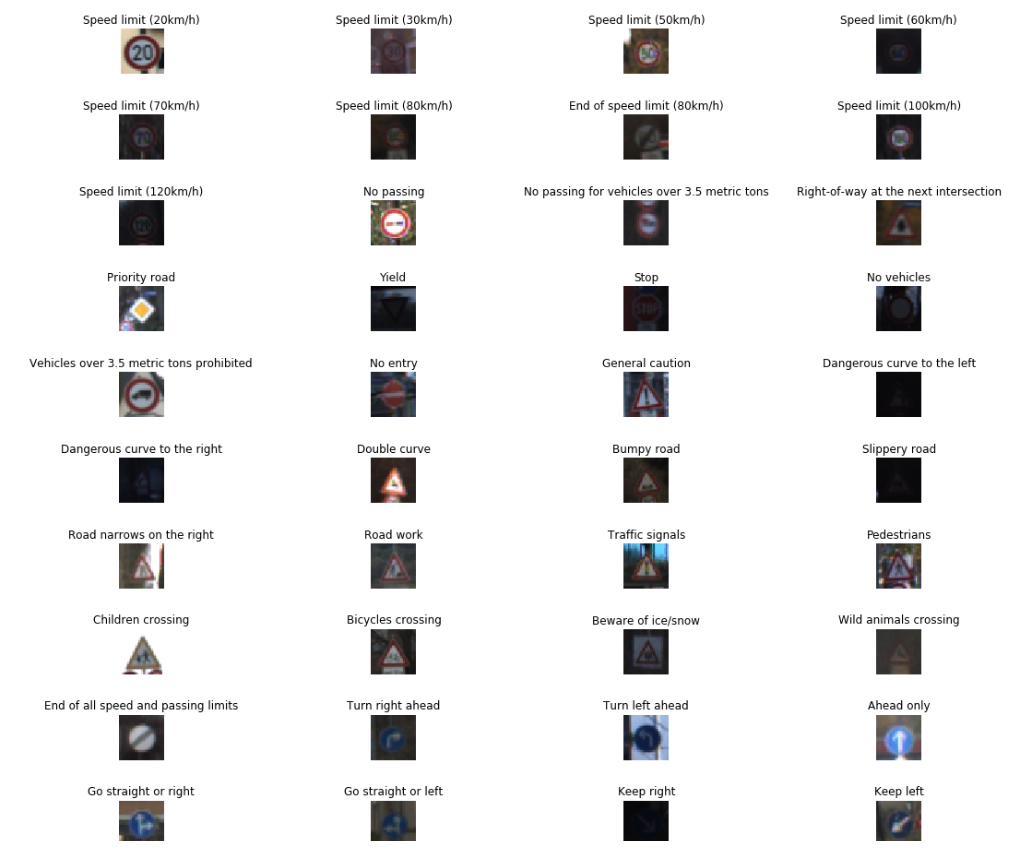 Speed limit (20km/h)
Speed limit (30km/h)
Speed limit (50km/h)
Speed limit (60km/h)
20
30
Speed limit (70km/h)
Speed limit (80km/h)
End of speed limit (80km/h)
Speed limit (100km/h)
70
Speed limit (120km/h)
No passing
No passing for vehicles over 3.5 metric tons
Right-of-way at the next intersection
120
Priority road
Yield
Stop
No vehicles
STOP
Vehicles over 3.5 metric tons prohibited
No entry
General caution
Dangerous curve to the left
Dangerous curve to the right
Double curve
Bumpy road
Slippery road
Road narrows on the right
Road work
Traffic signals
Pedestrians
Children crossing
Bicycles crossing
Beware of ice/snow
Wild animals crossing
End of all speed and passing limits
Turn right ahead
Turn left ahead
Ahead only
Go straight or right
Go straight or left
Keep right
Keep left